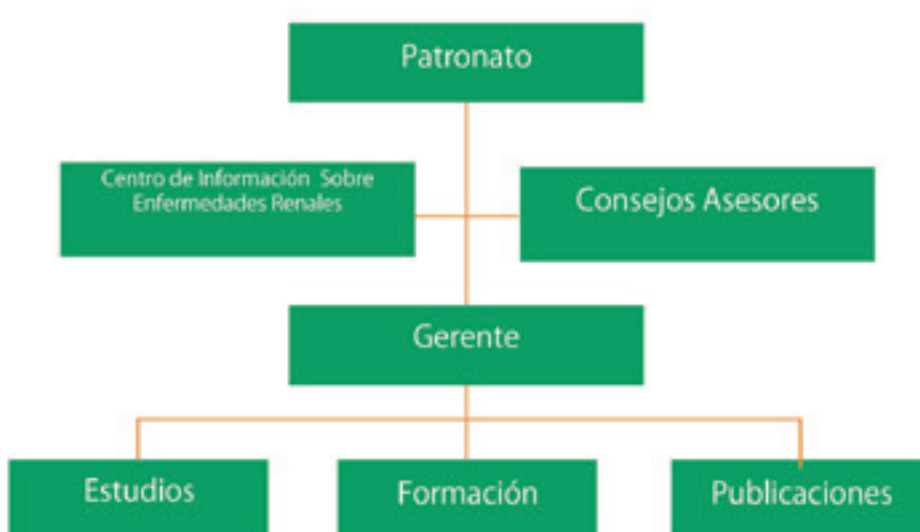 Patronato
Centro de Información Sobre
Enfermedades Renales
Consejos Asesores
Gerente
Estudios
Formación
Publicaciones